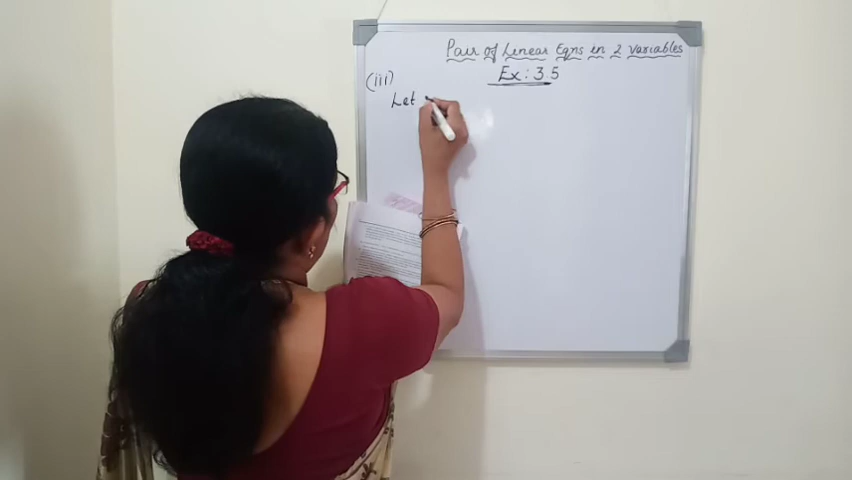 Pair of Linear Eqns in 2 Variables
Ex: 3.5
(iii)
Let